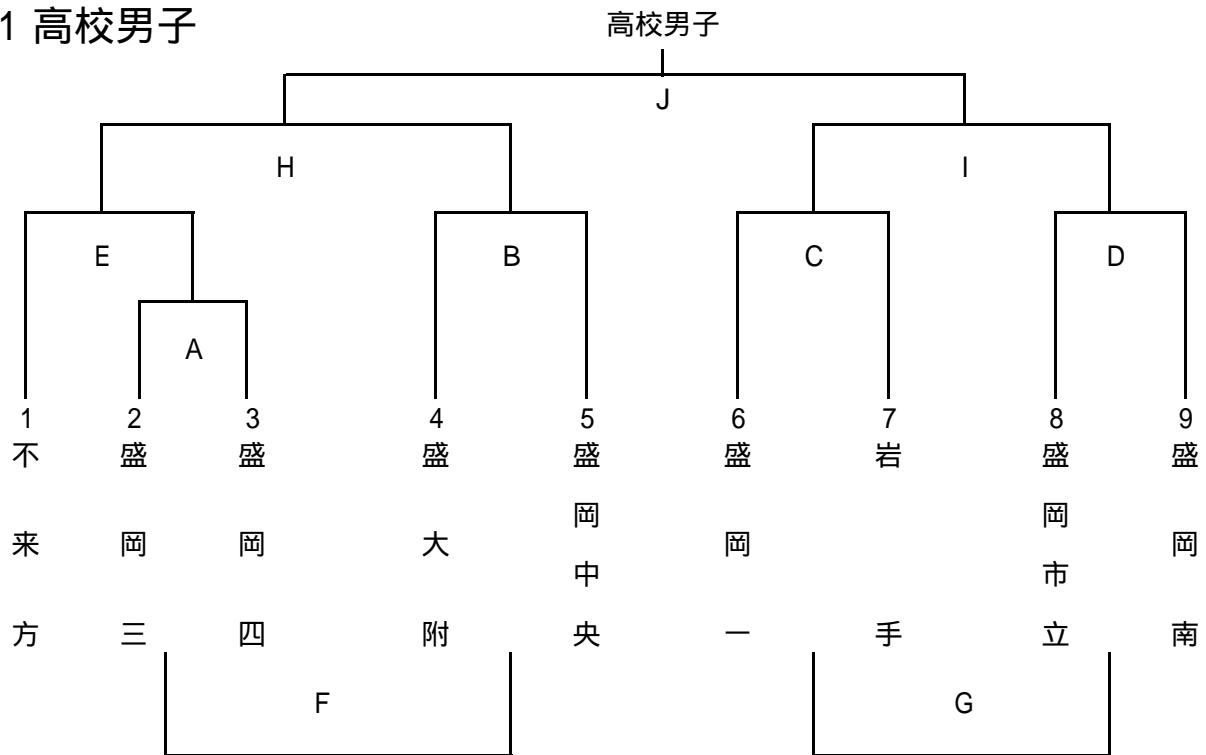 1 高校男子
高校男子
J
H I
E B C D
A
1 2 3 4 5 6 7 8 9
不来方
盛岡三
盛岡四
盛大附
盛岡中央
盛岡一
岩手
盛岡市立
盛岡南
F G